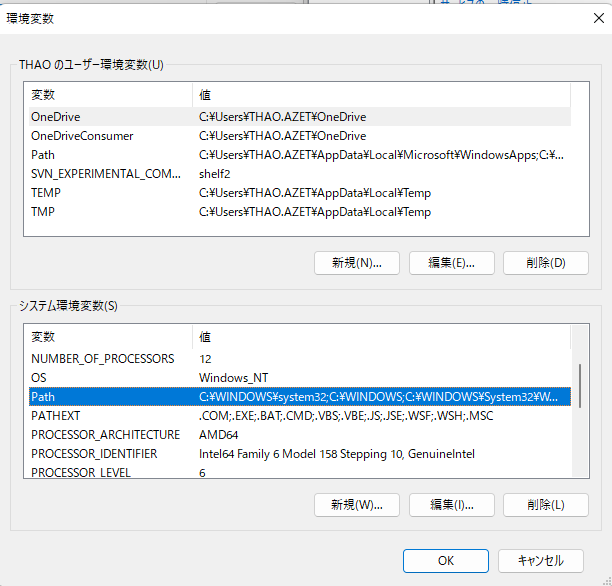 環境変数
THAO のユーザー環境変数(U)
変数 値
OneDrive C:¥Users¥THAO.AZET¥OneDrive
OneDriveConsumer C:¥Users¥THAO.AZET¥OneDrive
Path C:¥Users¥THAO.AZET¥AppData¥Local¥Microsoft¥WindowsApps;C:¥...
SVN_EXPERIMENTAL_COM... shelf2
TEMP C:¥Users¥THAO.AZET¥AppData¥Local¥Temp
TMP C:¥Users¥THAO.AZET¥AppData¥Local¥Temp
新規(N)... 編集(E)... 削除(D)
システム環境変数(S)
変数 値
NUMBER_OF_PROCESSORS 12
OS Windows_NT
Path C:¥WINDOWS¥system32;C:¥WINDOWS;C:¥WINDOWS¥System32¥W...
PATHEXT .COM;.EXE;.BAT;.CMD;.VBS;.VBE;.JS;.JSE;.WSF;.WSH;.MSC
PROCESSOR_ARCHITECTURE AMD64
PROCESSOR_IDENTIFIER Intel64 Family 6 Model 158 Stepping 10, GenuineIntel
PROCESSOR_LEVEL 6
新規(W)... 編集(I)... 削除(L)
OK キャンセル